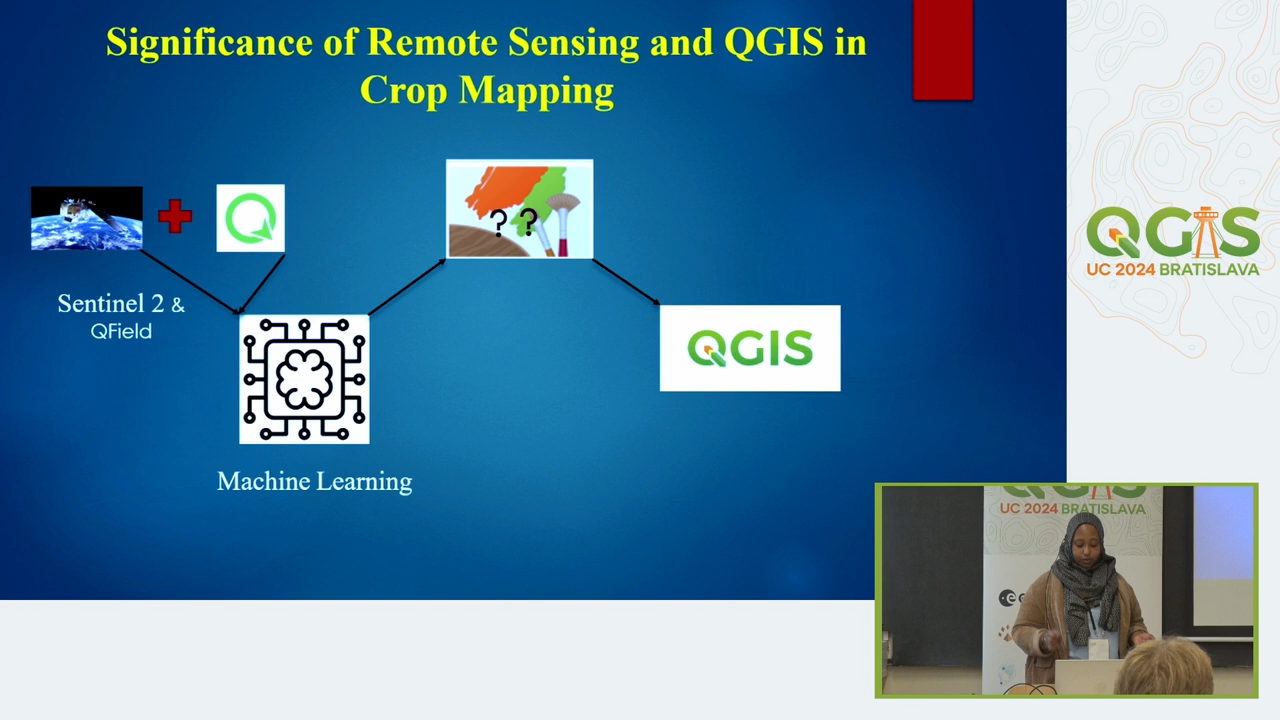 Significance of Remote Sensing and QGIS in
Crop Mapping
? ?
Sentinel 2 &
QField
Machine Learning
QGIS
QGIS
UC 2024 BRATISLAVA
UC 2024 BRATISLAVA